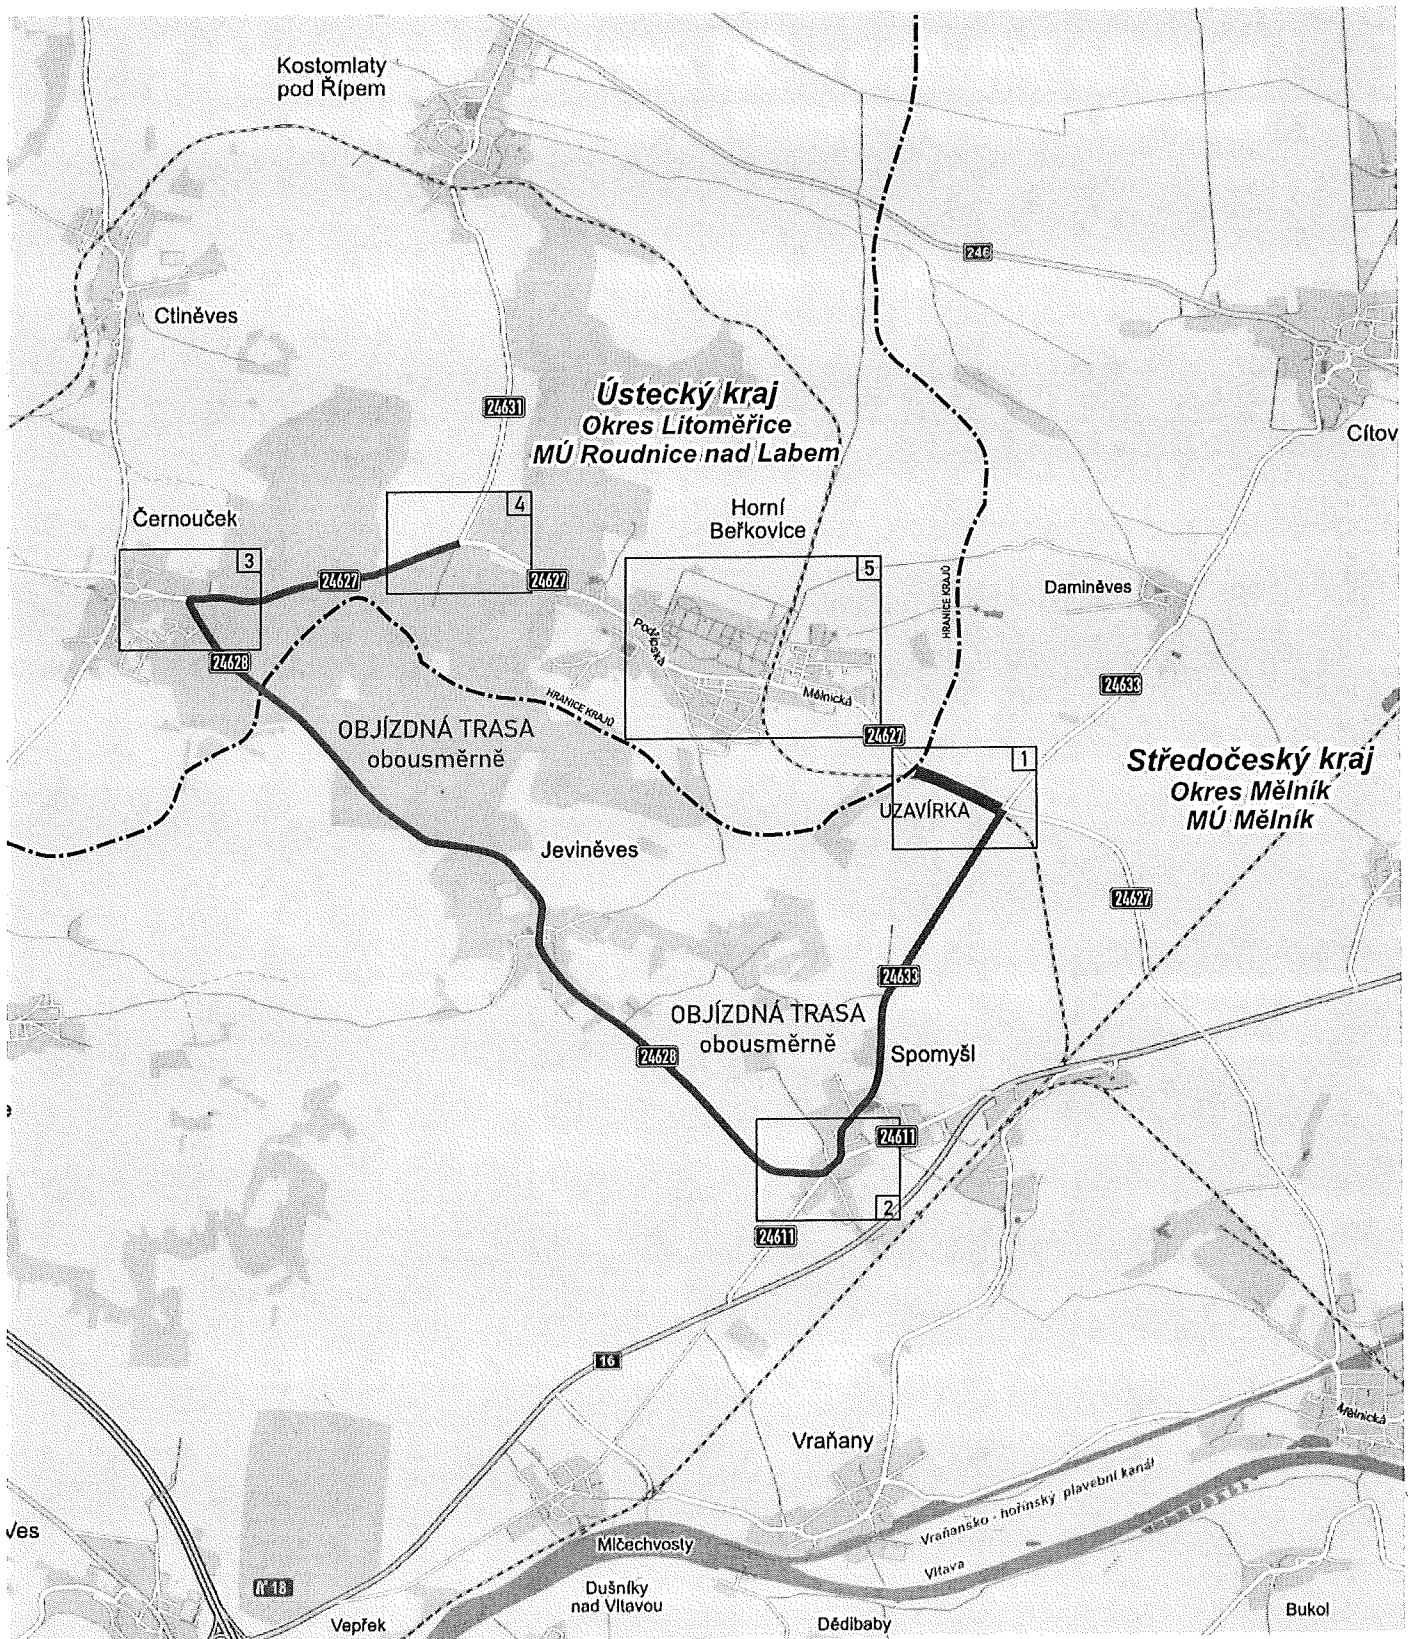 Kostomlaty
pod Řípem
246
Ctiněves
24631
Ústecký kraj
Okres Litoměřice
MÚ Roudnice nad Labem
Cítov
Černouček
4
Horní
Beřkovice
3
24627
24627
5
HRANICE KRAJŮ
Daminěves
Podřipská
24628
Mělnická
24633
HRANICE KRAJŮ
OBJÍZDNÁ TRASA
obousměrně
24627
1
Středočeský kraj
Okres Mělník
MÚ Mělník
UZAVÍRKA
Jeviněves
24627
24633
OBJÍZDNÁ TRASA
obousměrně
24628
Spomyšl
24611
2
24611
16
Mělnická
Vraňany
Vraňansko - hořínský plavební kanál
Ves
Mlčechvosty
Vltava
18
Dušníky
nad Vltavou
Vepřek
Dědibaby
Bukol